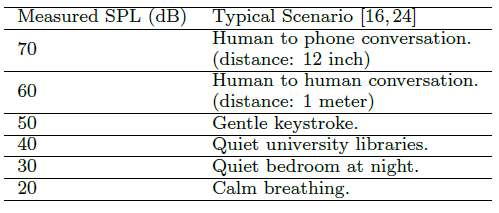 Measured SPL (dB) Typical Scenario [16, 24]
70 Human to phone conversation.
(distance: 12 inch)
60 Human to human conversation.
(distance: 1 meter)
50 Gentle keystroke.
40 Quiet university libraries.
30 Quiet bedroom at night.
20 Calm breathing.